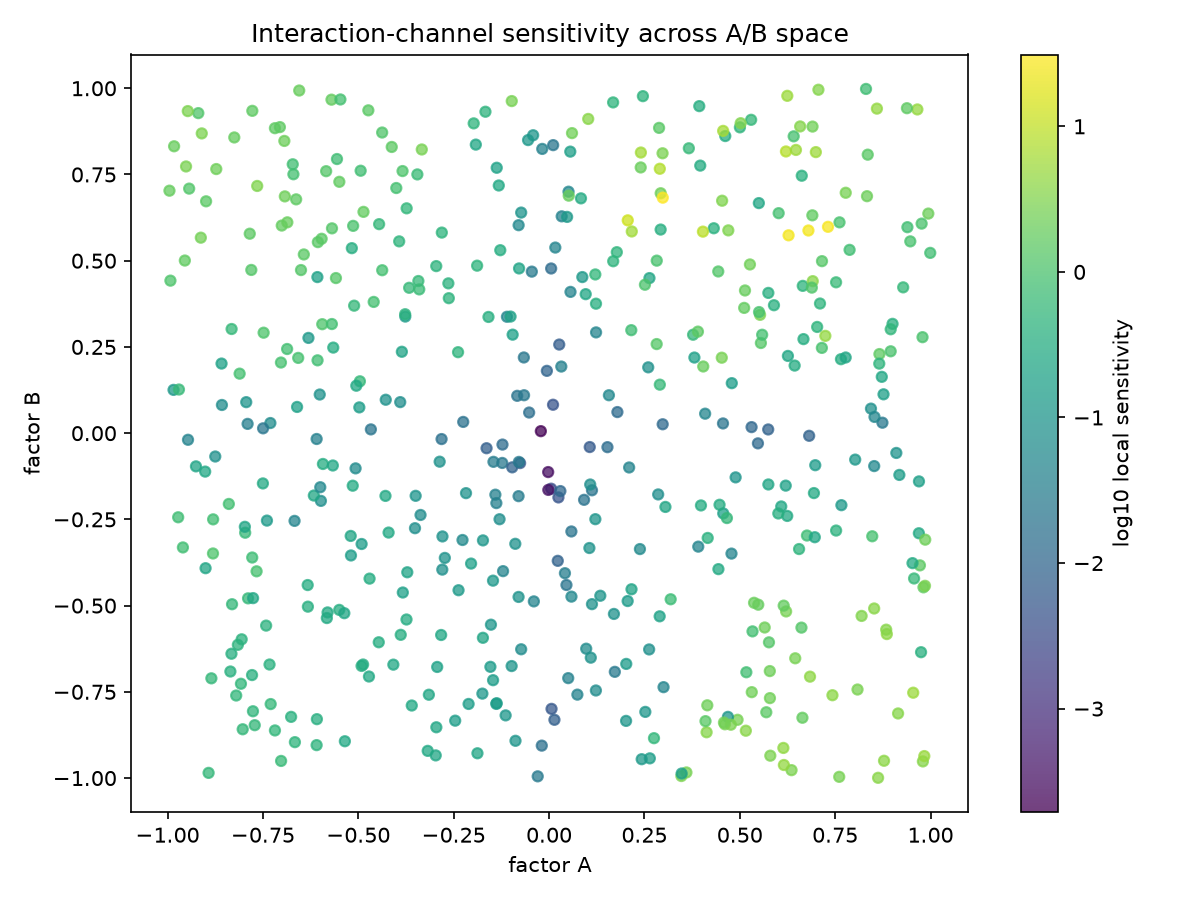 Interaction-channel sensitivity across A/B space
1.00
0.75
0.50
0.25
0.00
−0.25
−0.50
−0.75
−1.00
factor B
−1.00 −0.75 −0.50 −0.25 0.00 0.25 0.50 0.75 1.00
factor A
1
0
−1
−2
−3
log10 local sensitivity